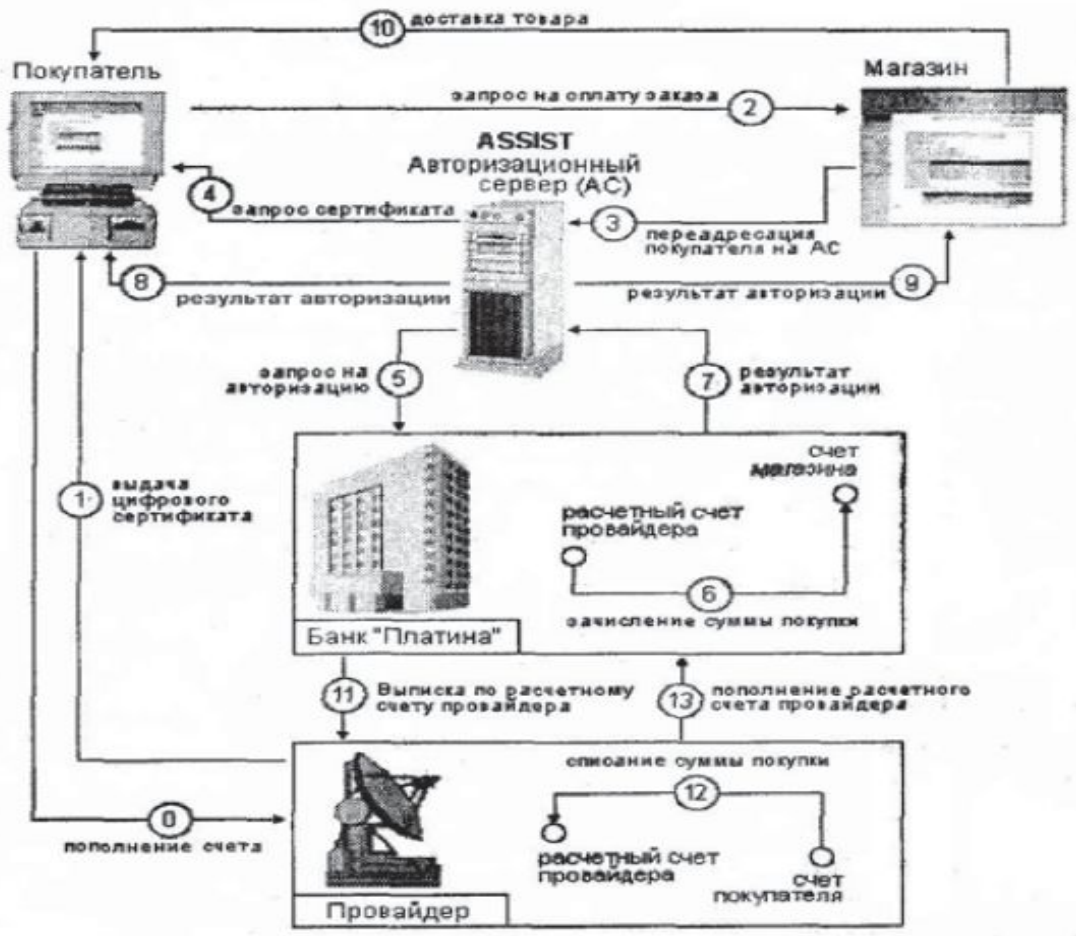 10 доставка товара
Покупатель
Магазин
запрос на оплату заказа 2
ASSIST
Авторизационный
сервер (АС)
4
запрос сертификата
3
переадресация
покупателя на АС
8
результат авторизации
результат авторизации 9
запрос на
авторизацию 5
7 результат
авторизации
счет
магазина
1 выдача
цифрового
сертификата
расчетный счет
провайдера
6
зачисление суммы покупки
Банк "Платина"
11 Выписка по расчетному
счету провайдера
13 пополнение расчетного
счета провайдера
списание суммы покупки
12
0
пополнение счета
расчетный счет
провайдера
счет
покупателя
Провайдер